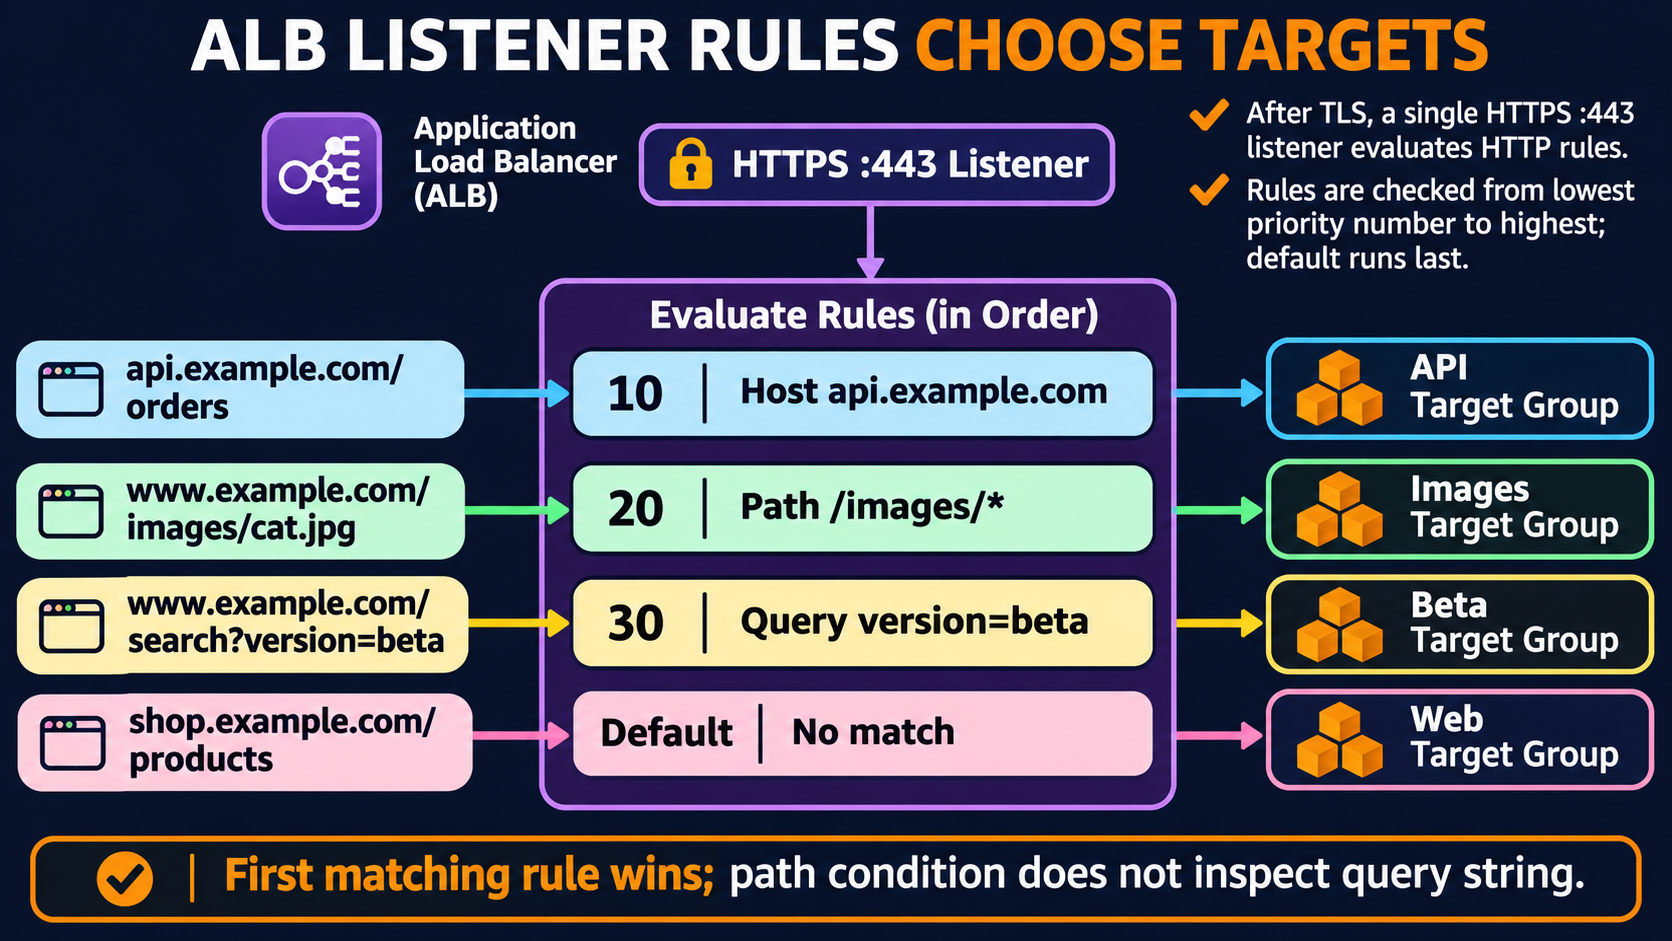 ALB LISTENER RULES CHOOSE TARGETS
Application
Load Balancer
(ALB)
HTTPS :443 Listener
After TLS, a single HTTPS :443
listener evaluates HTTP rules.
Rules are checked from lowest
priority number to highest;
default runs last.
Evaluate Rules (in Order)
api.example.com/
orders
10 | Host api.example.com
API
Target Group
www.example.com/
images/cat.jpg
20 | Path /images/*
Images
Target Group
www.example.com/
search?version=beta
30 | Query version=beta
Beta
Target Group
shop.example.com/
products
Default | No match
Web
Target Group
First matching rule wins; path condition does not inspect query string.